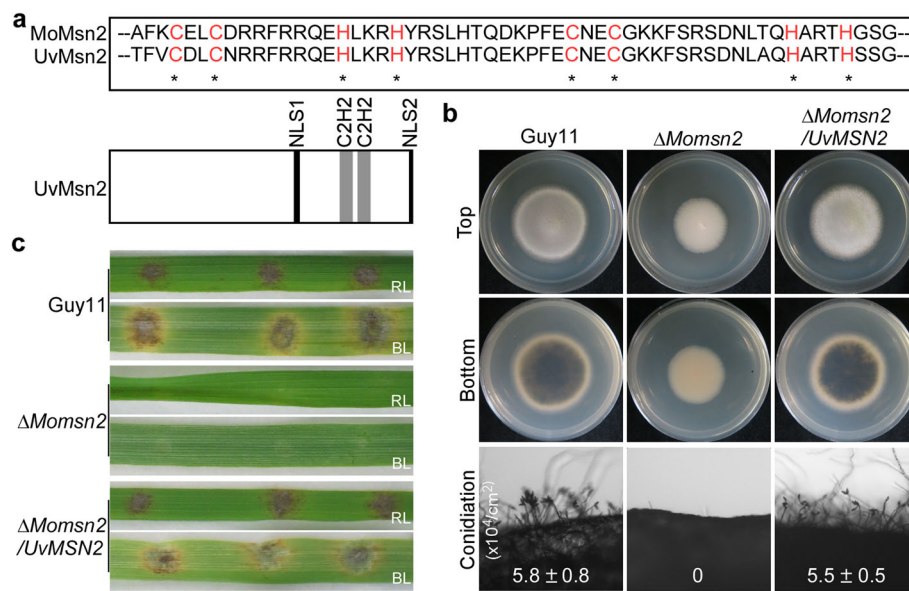 a
MoMsn2 --AFKCELCDRRFRRQEHLKRHYRSLHTQDKPFECNECGKKFSRSDNLTQHARTHGSG--
UvMsn2 --TFVCDLCNRRFRRQEHLKRHYRSLHTQEKPFECNECGKKFSRSDNLAQHARTHSSG--
* * * * * * * *
NLS1
C2H2
C2H2
NLS2
UvMsn2
b
Guy11
ΔMomsn2
ΔMomsn2
/UvMSN2
Top
Bottom
Conidiation
(x10⁴/cm²)
5.8 ± 0.8
0
5.5 ± 0.5
c
Guy11
RL
BL
ΔMomsn2
RL
BL
ΔMomsn2
/UvMSN2
RL
BL